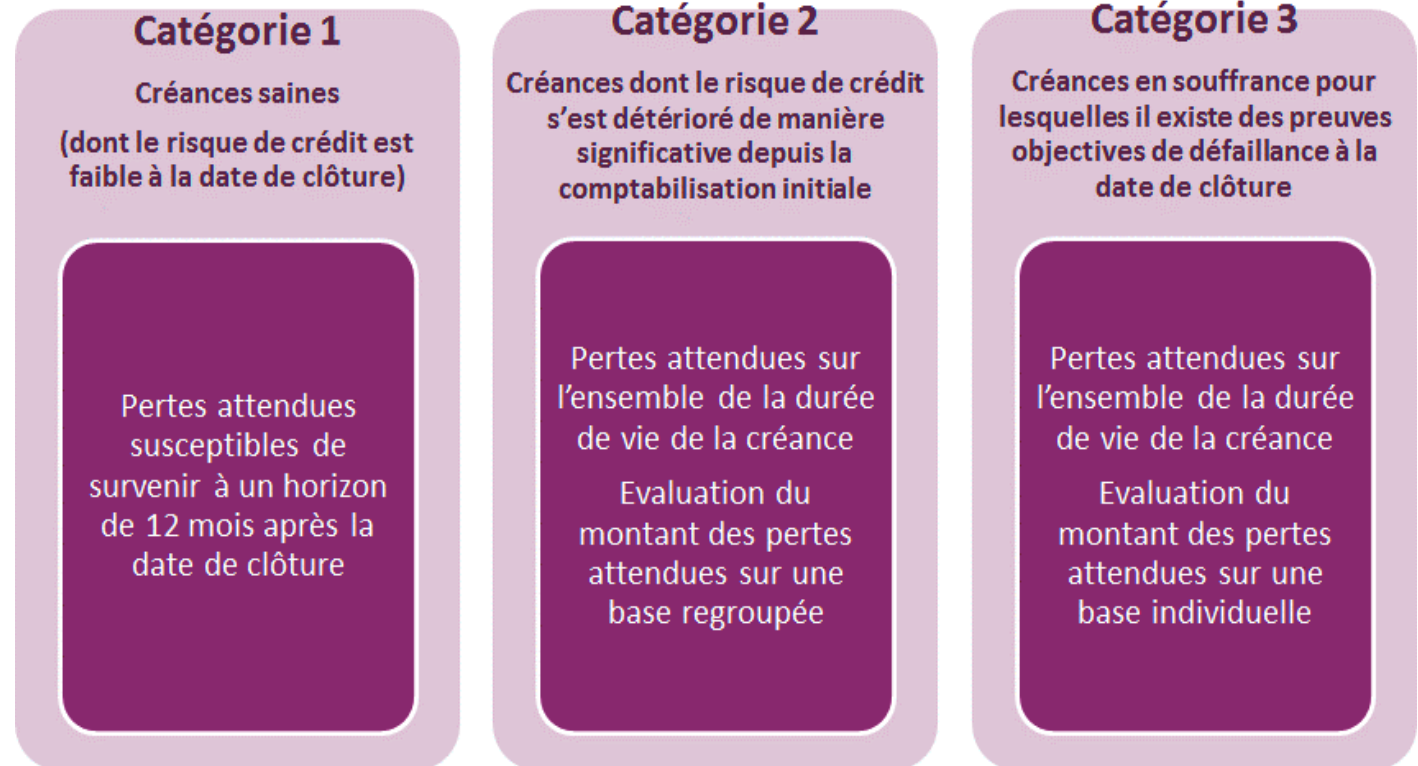 Catégorie 1
Créances saines
(dont le risque de crédit est
faible à la date de clôture)
Pertes attendues
susceptibles de
survenir à un horizon
de 12 mois après la
date de clôture
Catégorie 2
Créances dont le risque de crédit
s’est détérioré de manière
significative depuis la
comptabilisation initiale
Pertes attendues sur
l’ensemble de la durée
de vie de la créance
Evaluation du
montant des pertes
attendues sur une
base regroupée
Catégorie 3
Créances en souffrance pour
lesquelles il existe des preuves
objectives de défaillance à la
date de clôture
Pertes attendues sur
l’ensemble de la durée
de vie de la créance
Evaluation du
montant des pertes
attendues sur une
base individuelle